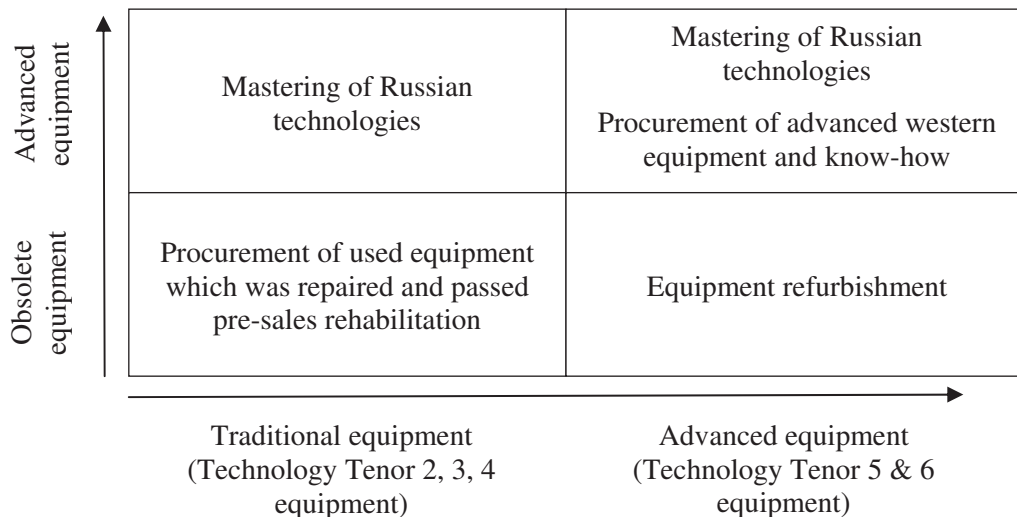 Advanced
equipment
Mastering of Russian
technologies
Mastering of Russian
technologies
Procurement of advanced western
equipment and know-how
Obsolete
equipment
Procurement of used equipment
which was repaired and passed
pre-sales rehabilitation
Equipment refurbishment
Traditional equipment
(Technology Tenor 2, 3, 4
equipment)
Advanced equipment
(Technology Tenor 5 & 6
equipment)